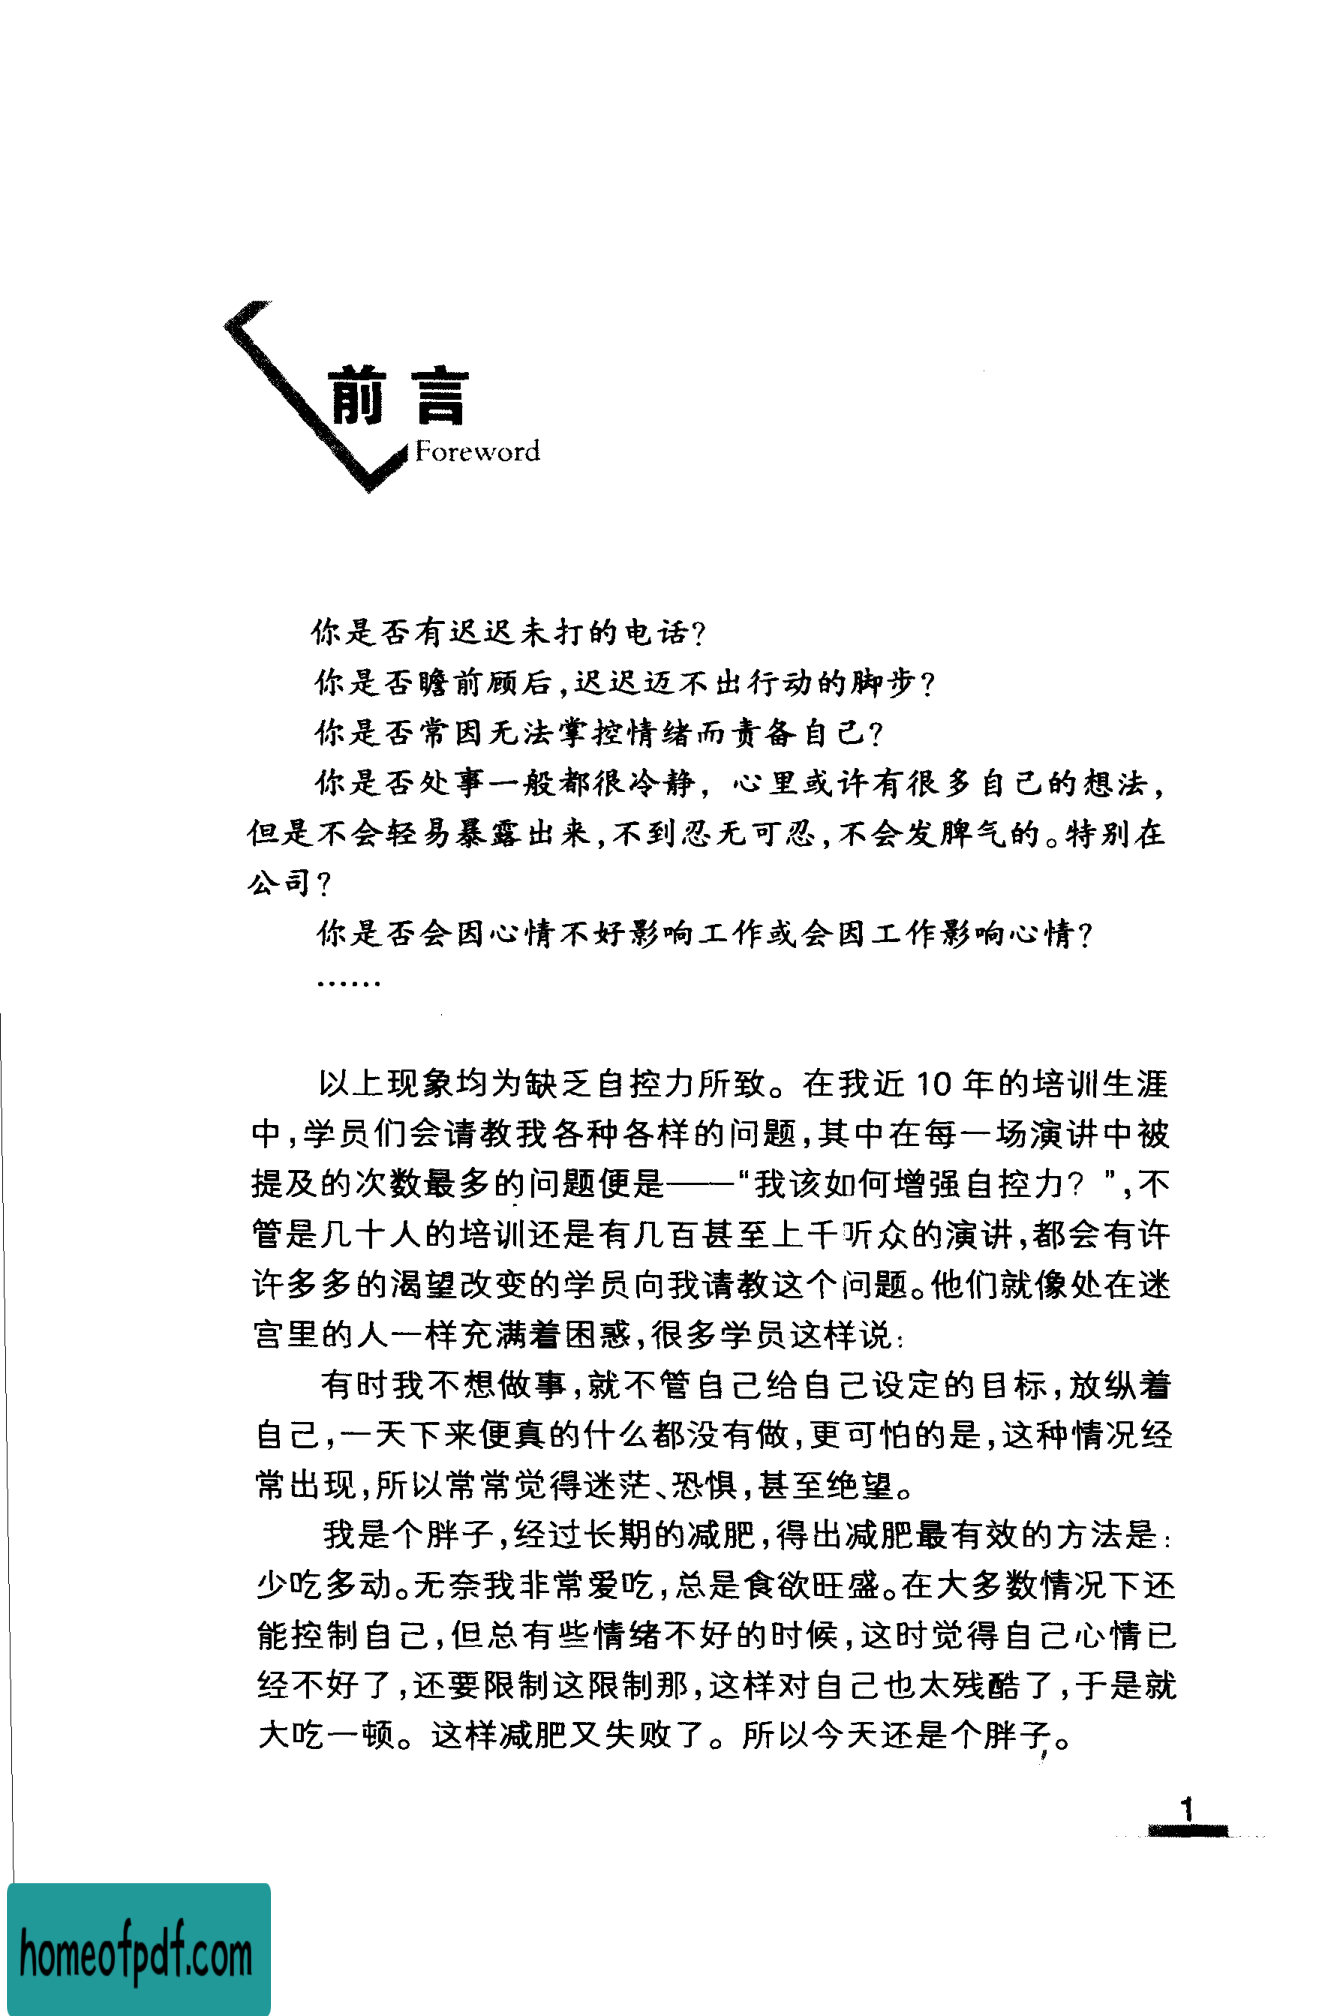 前言
Foreword
你是否有迟迟未打的电话?
你是否瞻前顾后,迟迟迈不出行动的脚步?
你是否常因无法掌控情绪而责备自己?
你是否处事一般都很冷静，心里或许有很多自己的想法，
但是不会轻易暴露出来,不到忍无可忍,不会发脾气的。特别在
公司?
你是否会因心情不好影响工作或会因工作影响心情?
……
以上现象均为缺乏自控力所致。在我近 10 年的培训生涯
中,学员们会请教我各种各样的问题,其中在每一场演讲中被
提及的次数最多的问题便是——“我该如何增强自控力？”,不
管是几十人的培训还是有几百甚至上千听众的演讲,都会有许
许多多的渴望改变的学员向我请教这个问题。他们就像处在迷
宫里的人一样充满着困惑,很多学员这样说:
有时我不想做事,就不管自己给自己设定的目标,放纵着
自己,一天下来便真的什么都没有做,更可怕的是,这种情况经
常出现,所以常常觉得迷茫、恐惧,甚至绝望。
我是个胖子,经过长期的减肥,得出减肥最有效的方法是:
少吃多动。无奈我非常爱吃,总是食欲旺盛。在大多数情况下还
能控制自己,但总有些情绪不好的时候,这时觉得自己心情已
经不好了,还要限制这限制那,这样对自己也太残酷了,于是就
大吃一顿。这样减肥又失败了。所以今天还是个胖子。
1
homeofpdf.com